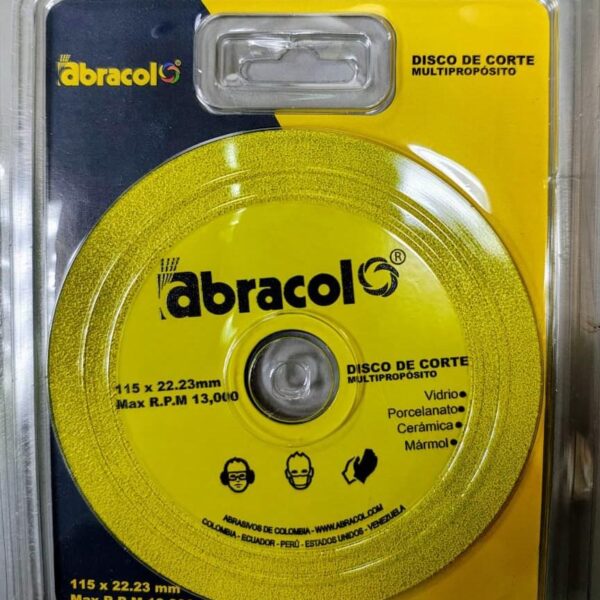 abracol
DISCO DE CORTE
MULTIPROPÓSITO
abracol®
DISCO DE CORTE
MULTIPROPÓSITO
115 x 22.23mm
Max R.P.M 13,000
Vidrio
Porcelanato
Cerámica
Mármol
ABRASIVOS DE COLOMBIA - WWW.ABRACOL.COM
COLOMBIA - ECUADOR - PERÚ - ESTADOS UNIDOS - VENEZUELA
115 x 22.23 mm
Max R.P.M